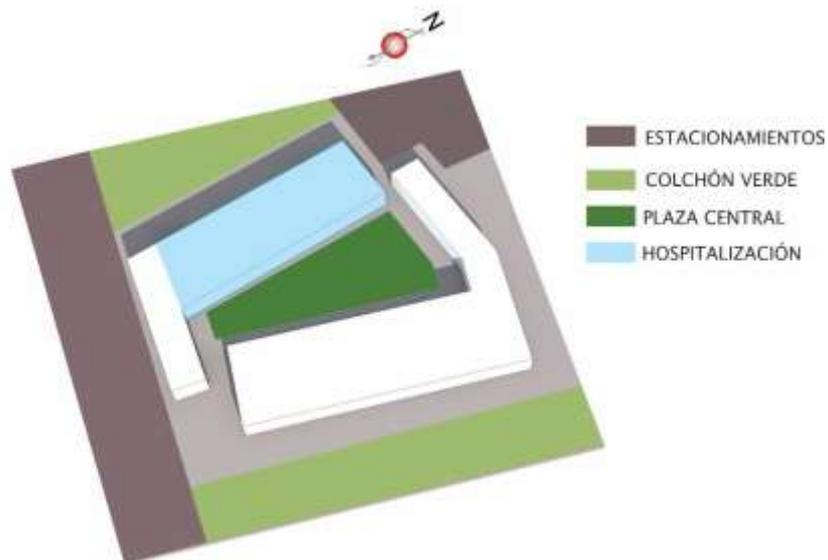 N
ESTACIONAMIENTOS
COLCHÓN VERDE
PLAZA CENTRAL
HOSPITALIZACIÓN